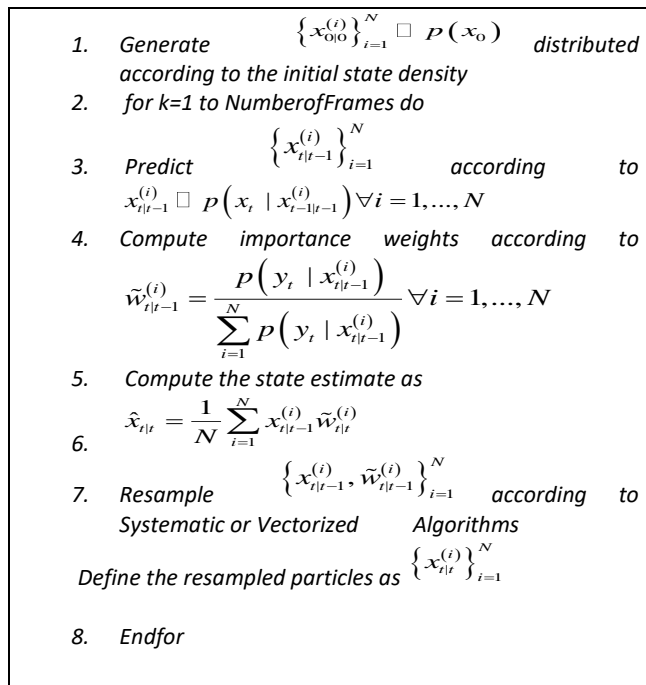 1. Generate {x_{0|0}^{(i)}}_{i=1}^{N} □ p(x_0) distributed
according to the initial state density
2. for k=1 to NumberofFrames do
3. Predict {x_{t|t-1}^{(i)}}_{i=1}^{N} according to
x_{t|t-1}^{(i)} □ p(x_t | x_{t-1|t-1}^{(i)}) ∀i = 1,...,N
4. Compute importance weights according to
w̃_{t|t-1}^{(i)} = p(y_t | x_{t|t-1}^{(i)}) / ∑_{i=1}^{N} p(y_t | x_{t|t-1}^{(i)}) ∀i = 1,...,N
5. Compute the state estimate as
6. x̂_{t|t} = 1/N ∑_{i=1}^{N} x_{t|t-1}^{(i)} w̃_{t|t}^{(i)}
7. Resample {x_{t|t-1}^{(i)}, w̃_{t|t-1}^{(i)}}_{i=1}^{N} according to
Systematic or Vectorized Algorithms
Define the resampled particles as {x_{t|t}^{(i)}}_{i=1}^{N}
8. Endfor